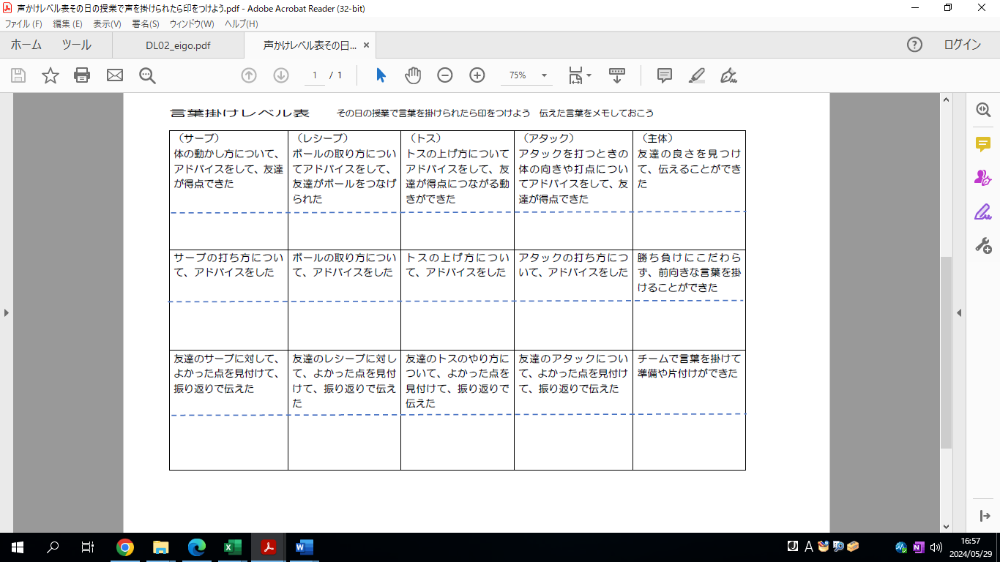 声かけレベル表その日の授業で声を掛けられたら印をつけよう.pdf - Adobe Acrobat Reader (32-bit)
ファイル(F) 編集(E) 表示(V) 署名(S) ウィンドウ(W) ヘルプ(H)
ホーム ツール DL02_eigo.pdf 声かけレベル表その日... × ログイン
1 / 1 75%
言葉掛けレベル表 その日の授業で言葉を掛けられたら印をつけよう 伝えた言葉をメモしておこう
（サーブ）
体の動かし方について、
アドバイスをして、友達
が得点できた
（レシーブ）
ボールの取り方につい
てアドバイスをして、
友達がボールをつなげ
られた
（トス）
トスの上げ方について
アドバイスをして、友
達が得点につながる動
きができた
（アタック）
アタックを打つときの
体の向きや打点につい
てアドバイスをして、友
達が得点できた
（主体）
友達の良さを見つけ
て、伝えることができ
た
サーブの打ち方につい
て、アドバイスをした
ボールの取り方につい
て、アドバイスをした
トスの上げ方につい
て、アドバイスをした
アタックの打ち方につ
いて、アドバイスをした
勝ち負けにこだわら
ず、前向きな言葉を掛
けることができた
友達のサーブに対して、
よかった点を見付けて、
振り返りで伝えた
友達のレシーブに対し
て、よかった点を見付
けて、振り返りで伝え
た
友達のトスのやり方に
ついて、よかった点を
見付けて、振り返りで
伝えた
友達のアタックについ
て、よかった点を見付け
て、振り返りで伝えた
チームで言葉を掛けて
準備や片付けができた
A 16:57
2024/05/29